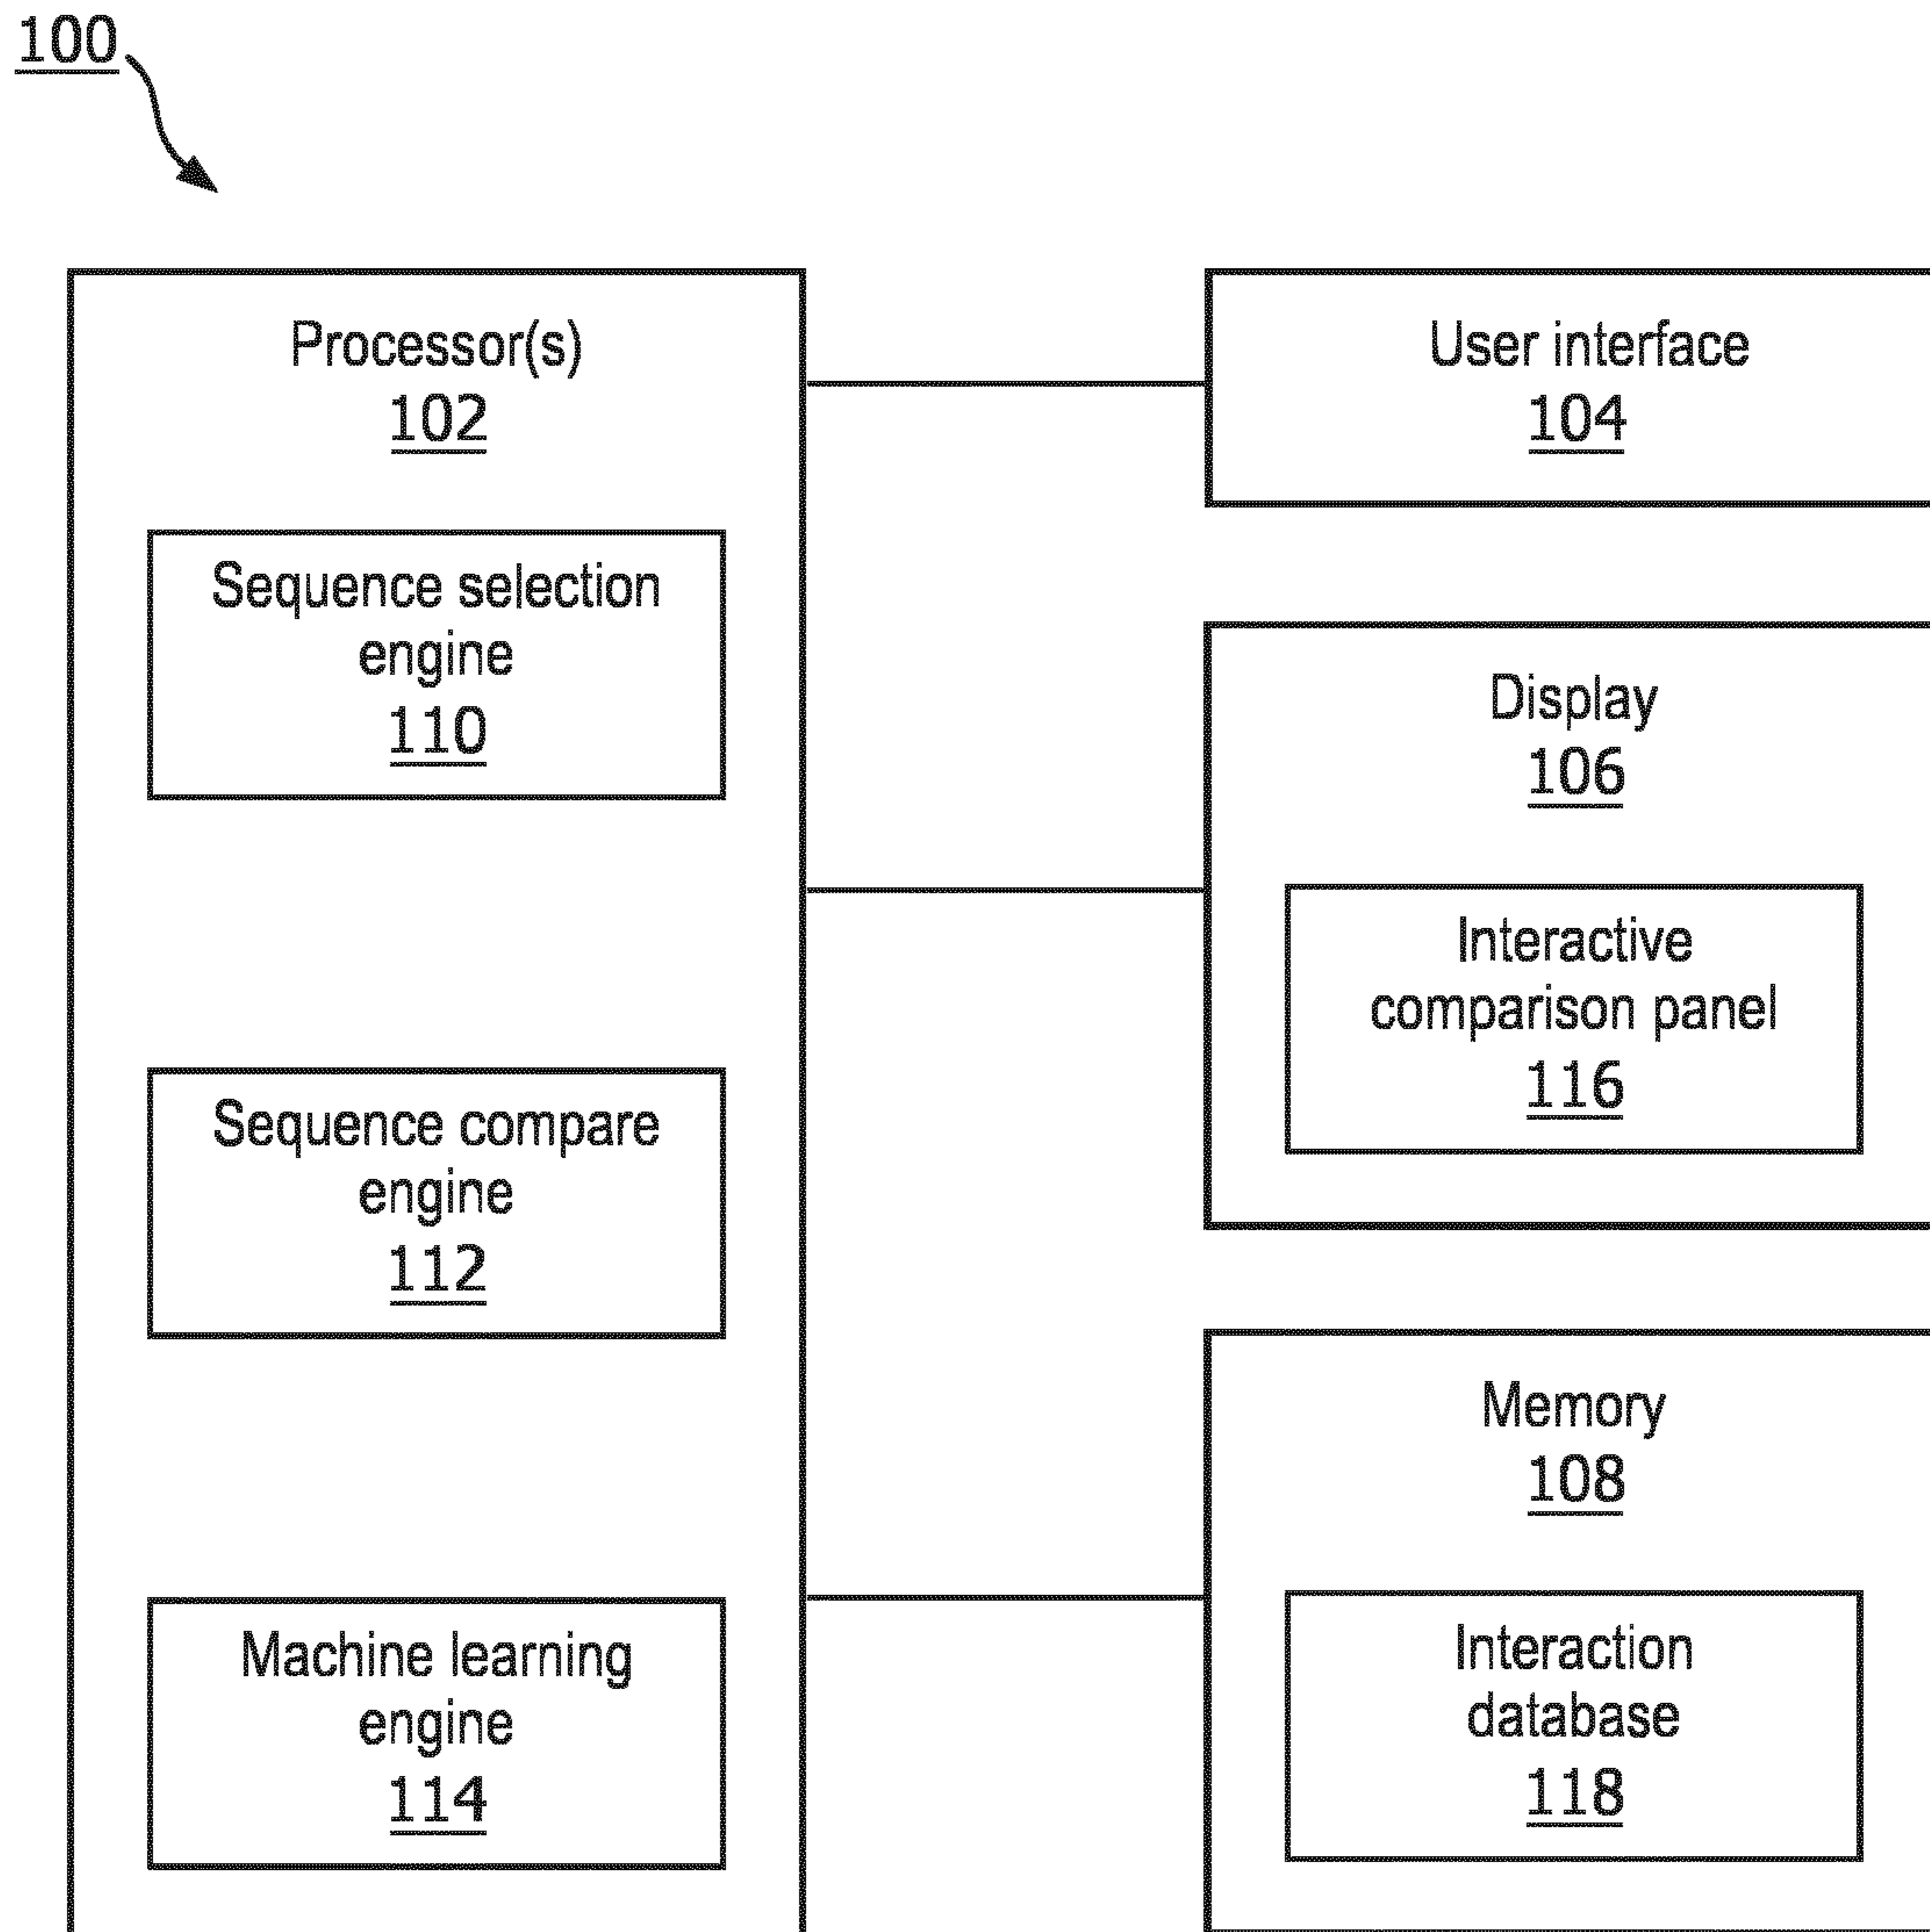 100
Processor(s)
102
Sequence selection
engine
110
Sequence compare
engine
112
Machine learning
engine
114
User interface
104
Display
106
Interactive
comparison panel
116
Memory
108
Interaction
database
118